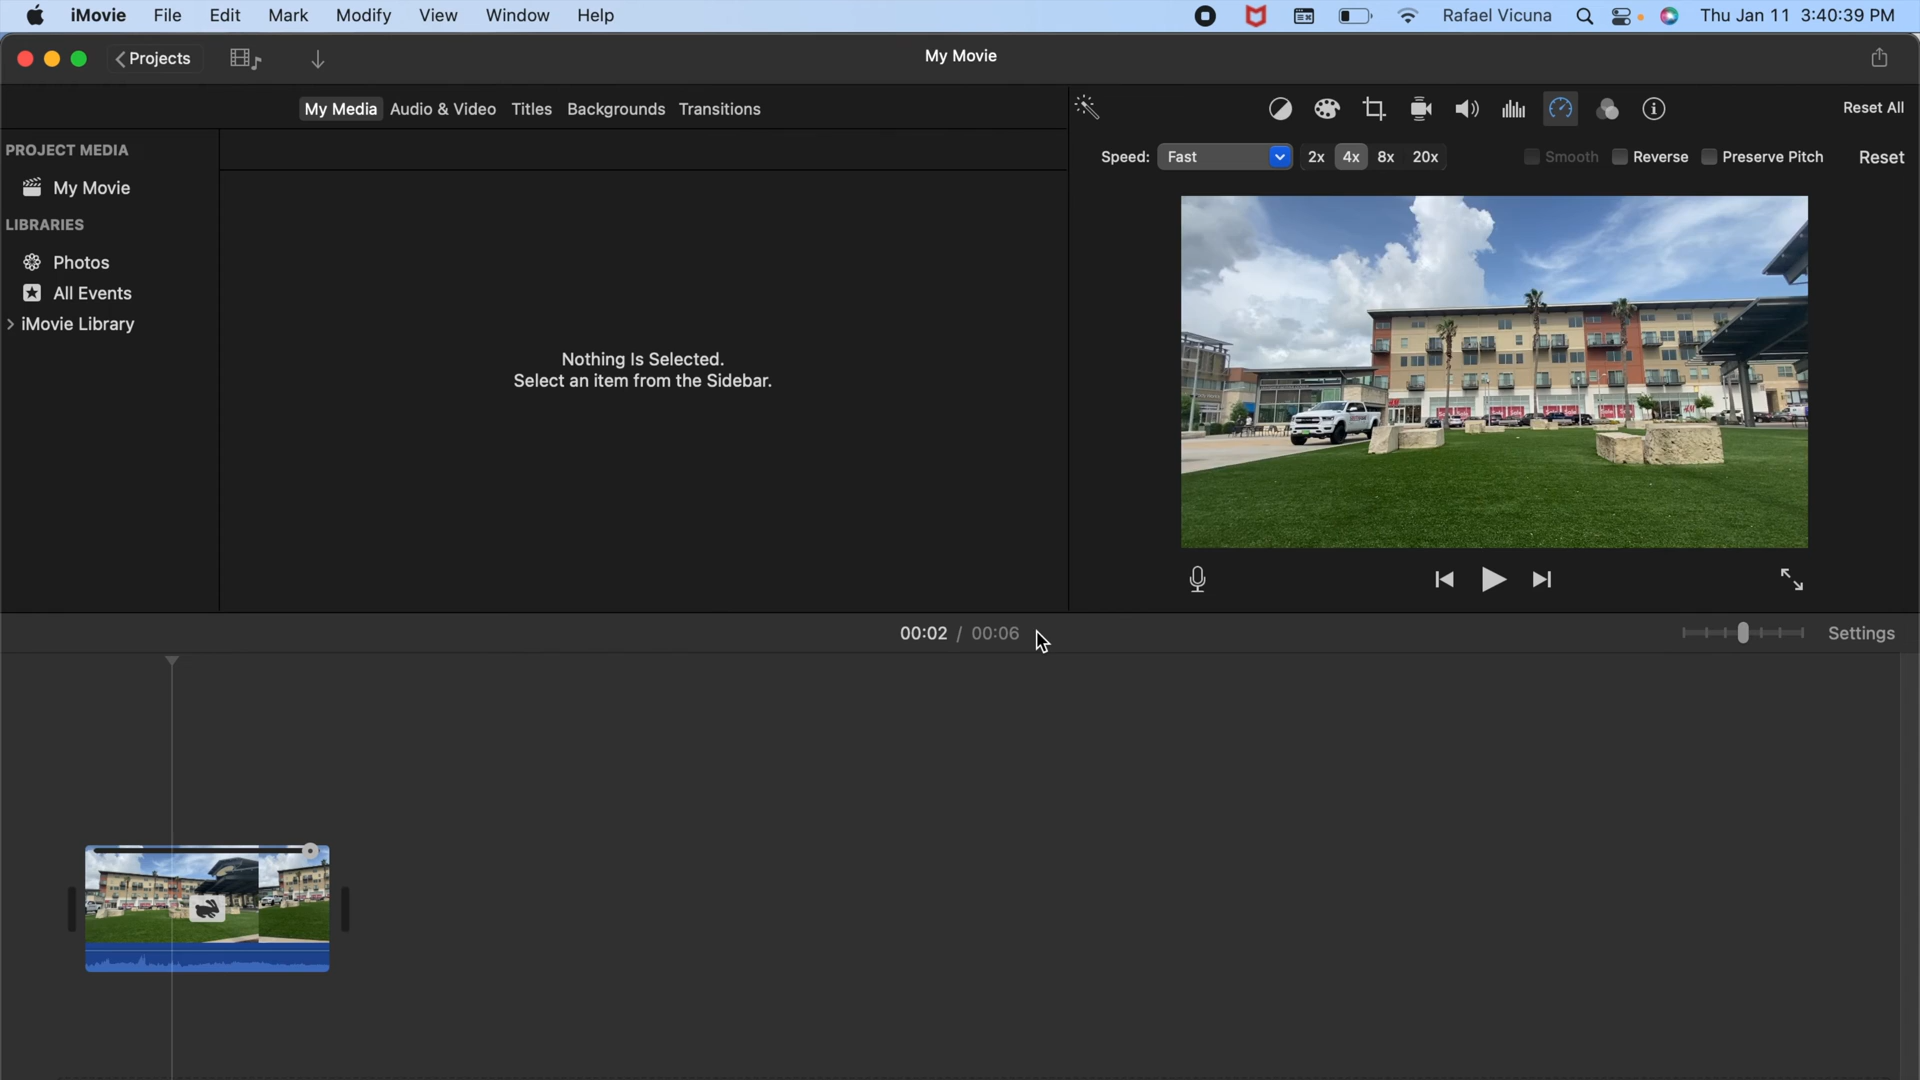 iMovie File Edit Mark Modify View Window Help Rafael Vicuna Thu Jan 11 3:40:39 PM
Projects My Movie
My Media Audio & Video Titles Backgrounds Transitions Reset All
PROJECT MEDIA
My Movie
LIBRARIES
Photos
All Events
iMovie Library
Nothing Is Selected.
Select an item from the Sidebar.
Speed: Fast 2x 4x 8x 20x Smooth Reverse Preserve Pitch Reset
00:02 / 00:06 Settings